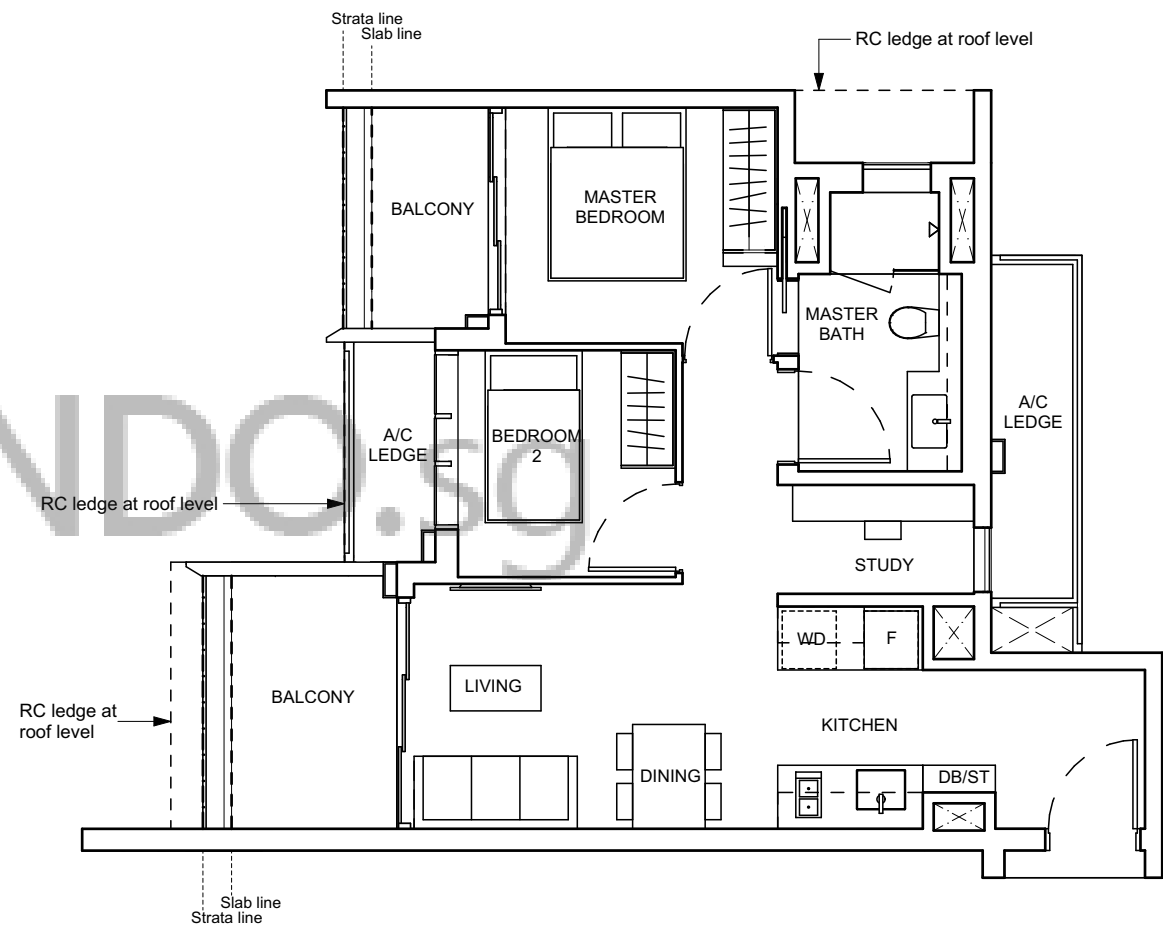 Strata line
Slab line
RC ledge at roof level
BALCONY
MASTER
BEDROOM
MASTER
BATH
A/C
LEDGE
A/C
LEDGE
BEDROOM
2
NDO.sg
RC ledge at roof level
STUDY
WD
F
LIVING
BALCONY
RC ledge at
roof level
KITCHEN
DINING
DB/ST
Slab line
Strata line